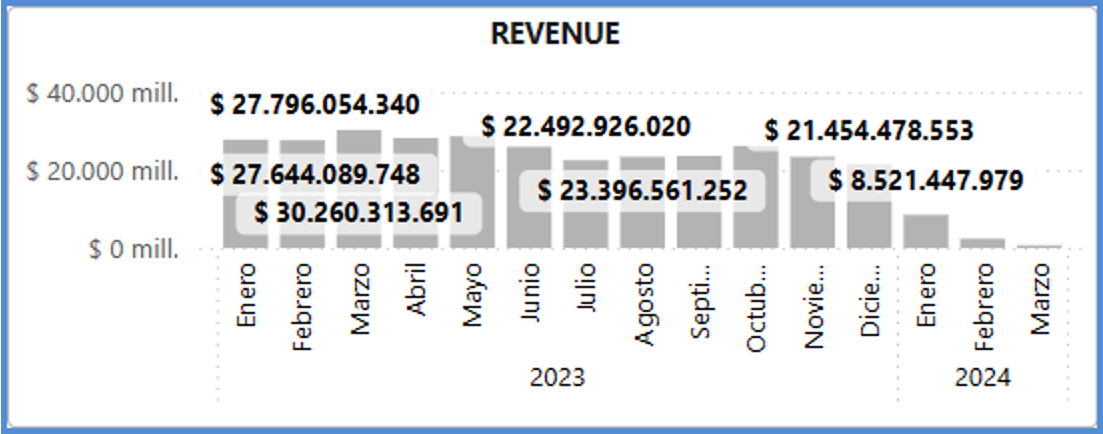 REVENUE
$ 40.000 mill.
$ 27.796.054.340
$ 22.492.926.020
$ 21.454.478.553
$ 20.000 mill.
$ 27.644.089.748
$ 23.396.561.252
$ 8.521.447.979
$ 30.260.313.691
$ 0 mill.
Enero
Febrero
Marzo
Abril
Mayo
Junio
Julio
Agosto
Septi...
Octub...
Novie...
Dicie...
Enero
Febrero
Marzo
2023
2024